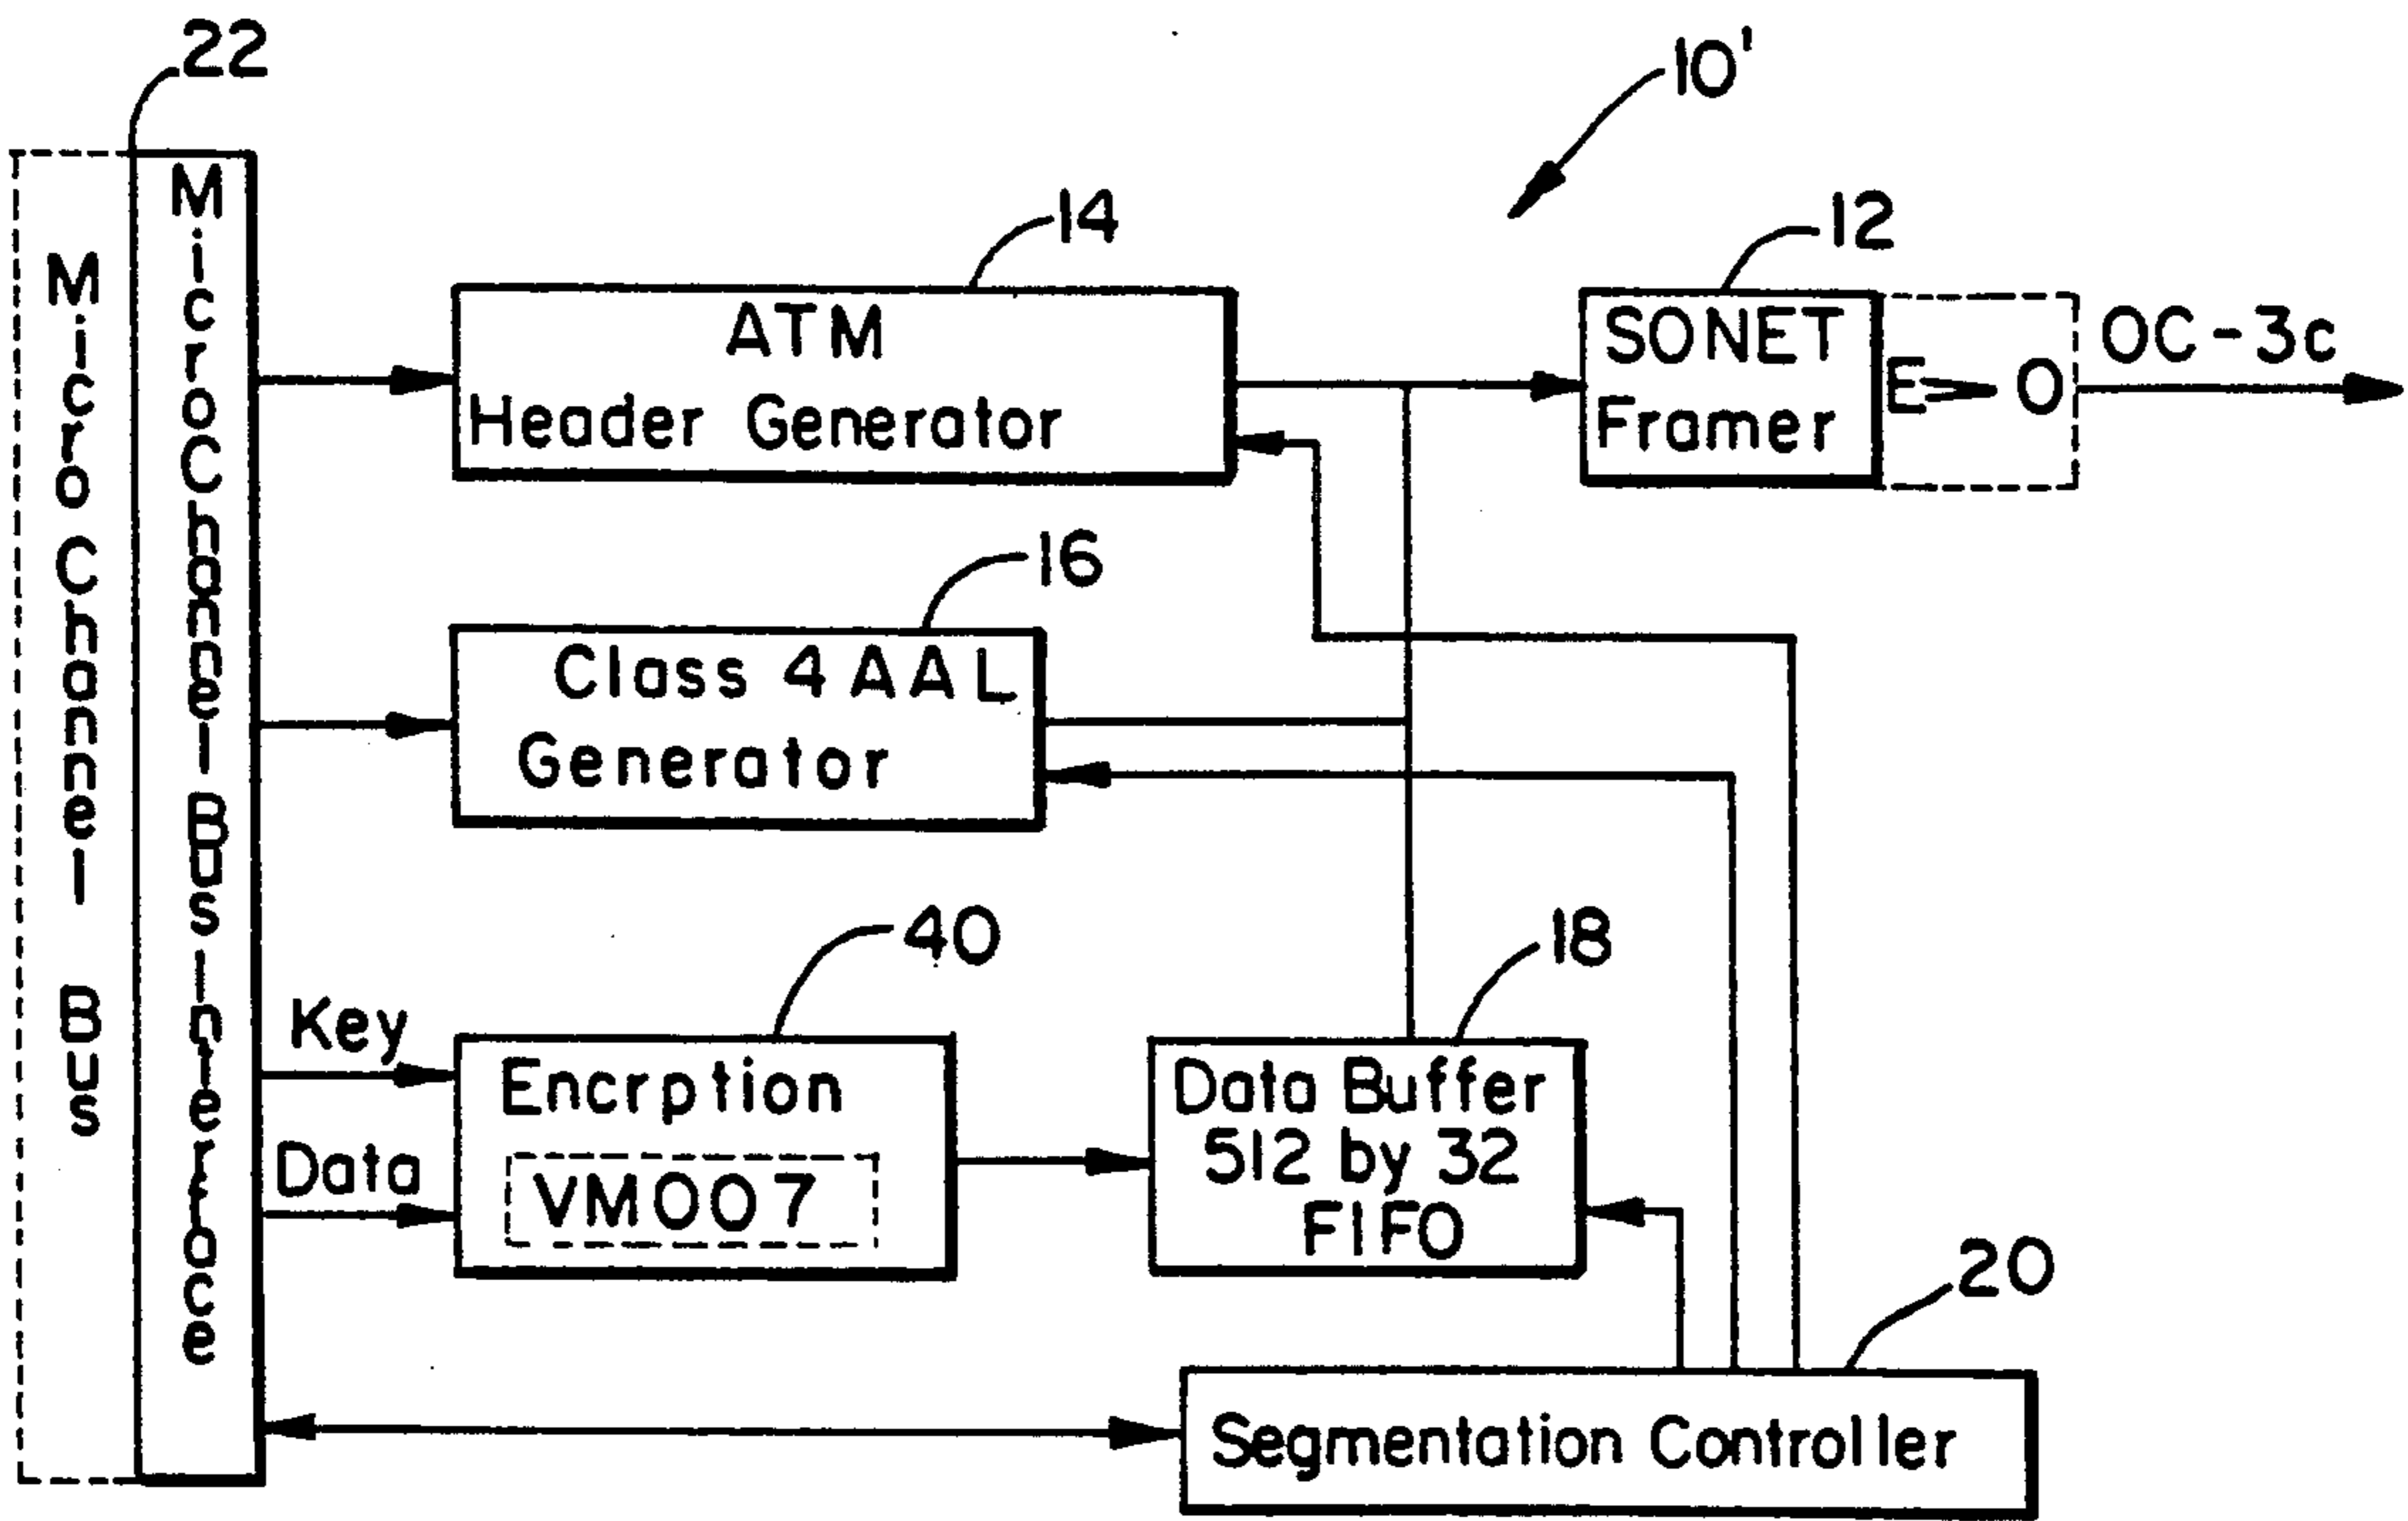 22
10'
14
12
ATM
Header Generator
SONET
Framer
E > O
OC-3c
Micro Channel Bus
MicroChannel Bus Interface
16
Class 4 AAL
Generator
40
18
Key
Data
Encrption
VM007
Data Buffer
512 by 32
FIFO
20
Segmentation Controller